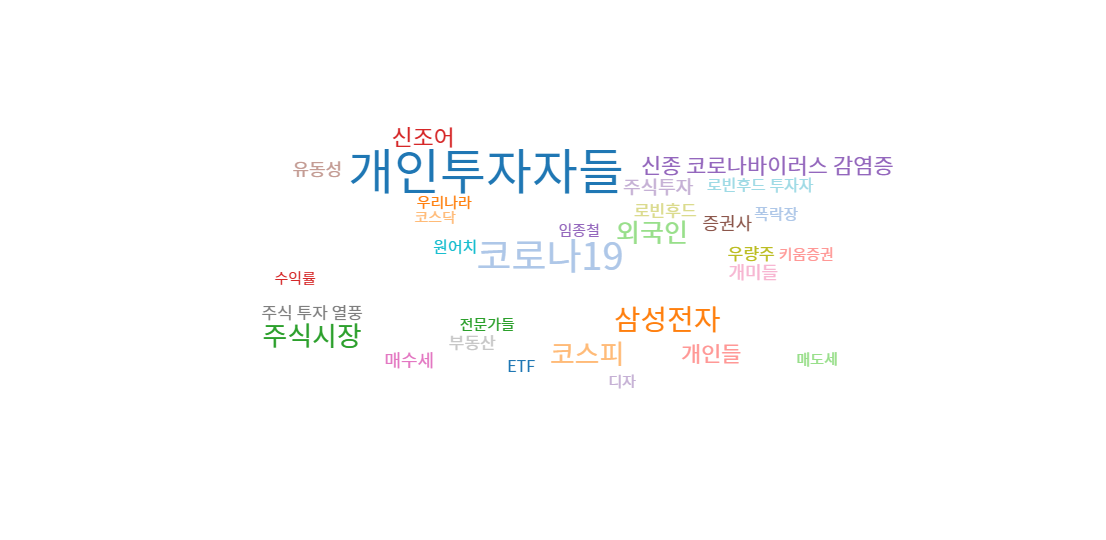 신조어
개인투자자들
유동성
신종 코로나바이러스 감염증
주식투자
로빈후드 투자자
우리나라
코스닥
로빈후드
폭락장
증권사
임종철
외국인
원어치
코로나19
우량주
키움증권
개미들
수익률
주식 투자 열풍
주식시장
삼성전자
전문가들
부동산
코스피
개인들
매수세
ETF
매도세
디자